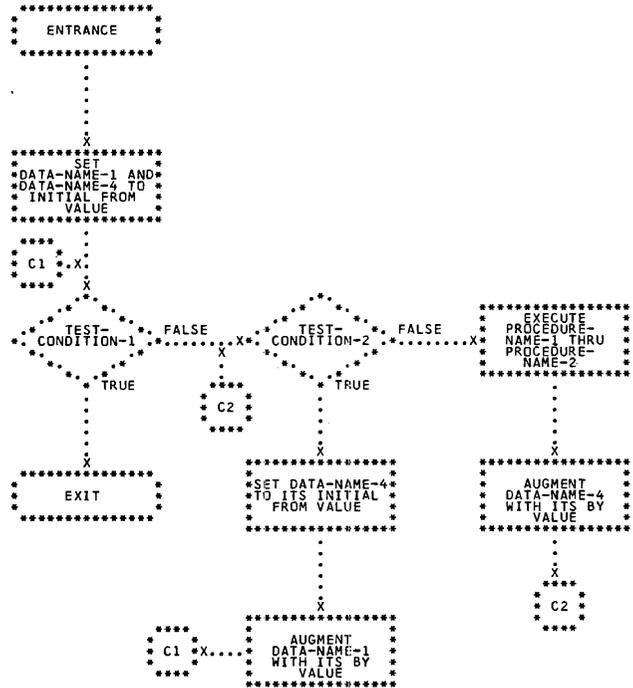 ENTRANCE
SET
DATA-NAME-1 AND
DATA-NAME-4 TO
INITIAL FROM
VALUE
C1
TEST-
CONDITION-1
FALSE
TRUE
EXIT
C2
TEST-
CONDITION-2
FALSE
TRUE
EXECUTE
PROCEDURE-
NAME-1 THRU
PROCEDURE-
NAME-2
SET DATA-NAME-4
TO ITS INITIAL
FROM VALUE
AUGMENT
DATA-NAME-4
WITH ITS BY
VALUE
C2
C1
AUGMENT
DATA-NAME-1
WITH ITS BY
VALUE